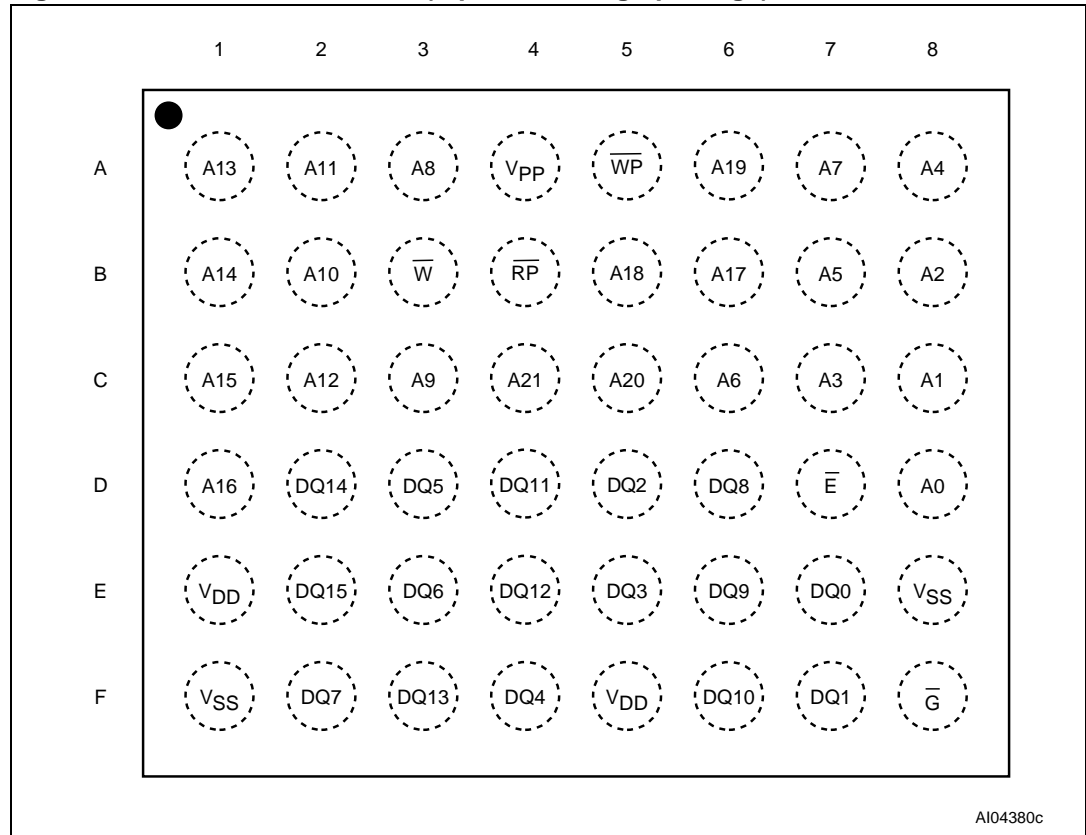 1 2 3 4 5 6 7 8
A A13 A11 A8 VPP W̅P̅ A19 A7 A4
B A14 A10 W̅ R̅P̅ A18 A17 A5 A2
C A15 A12 A9 A21 A20 A6 A3 A1
D A16 DQ14 DQ5 DQ11 DQ2 DQ8 E̅ A0
E VDD DQ15 DQ6 DQ12 DQ3 DQ9 DQ0 VSS
F VSS DQ7 DQ13 DQ4 VDD DQ10 DQ1 G̅
AI04380c